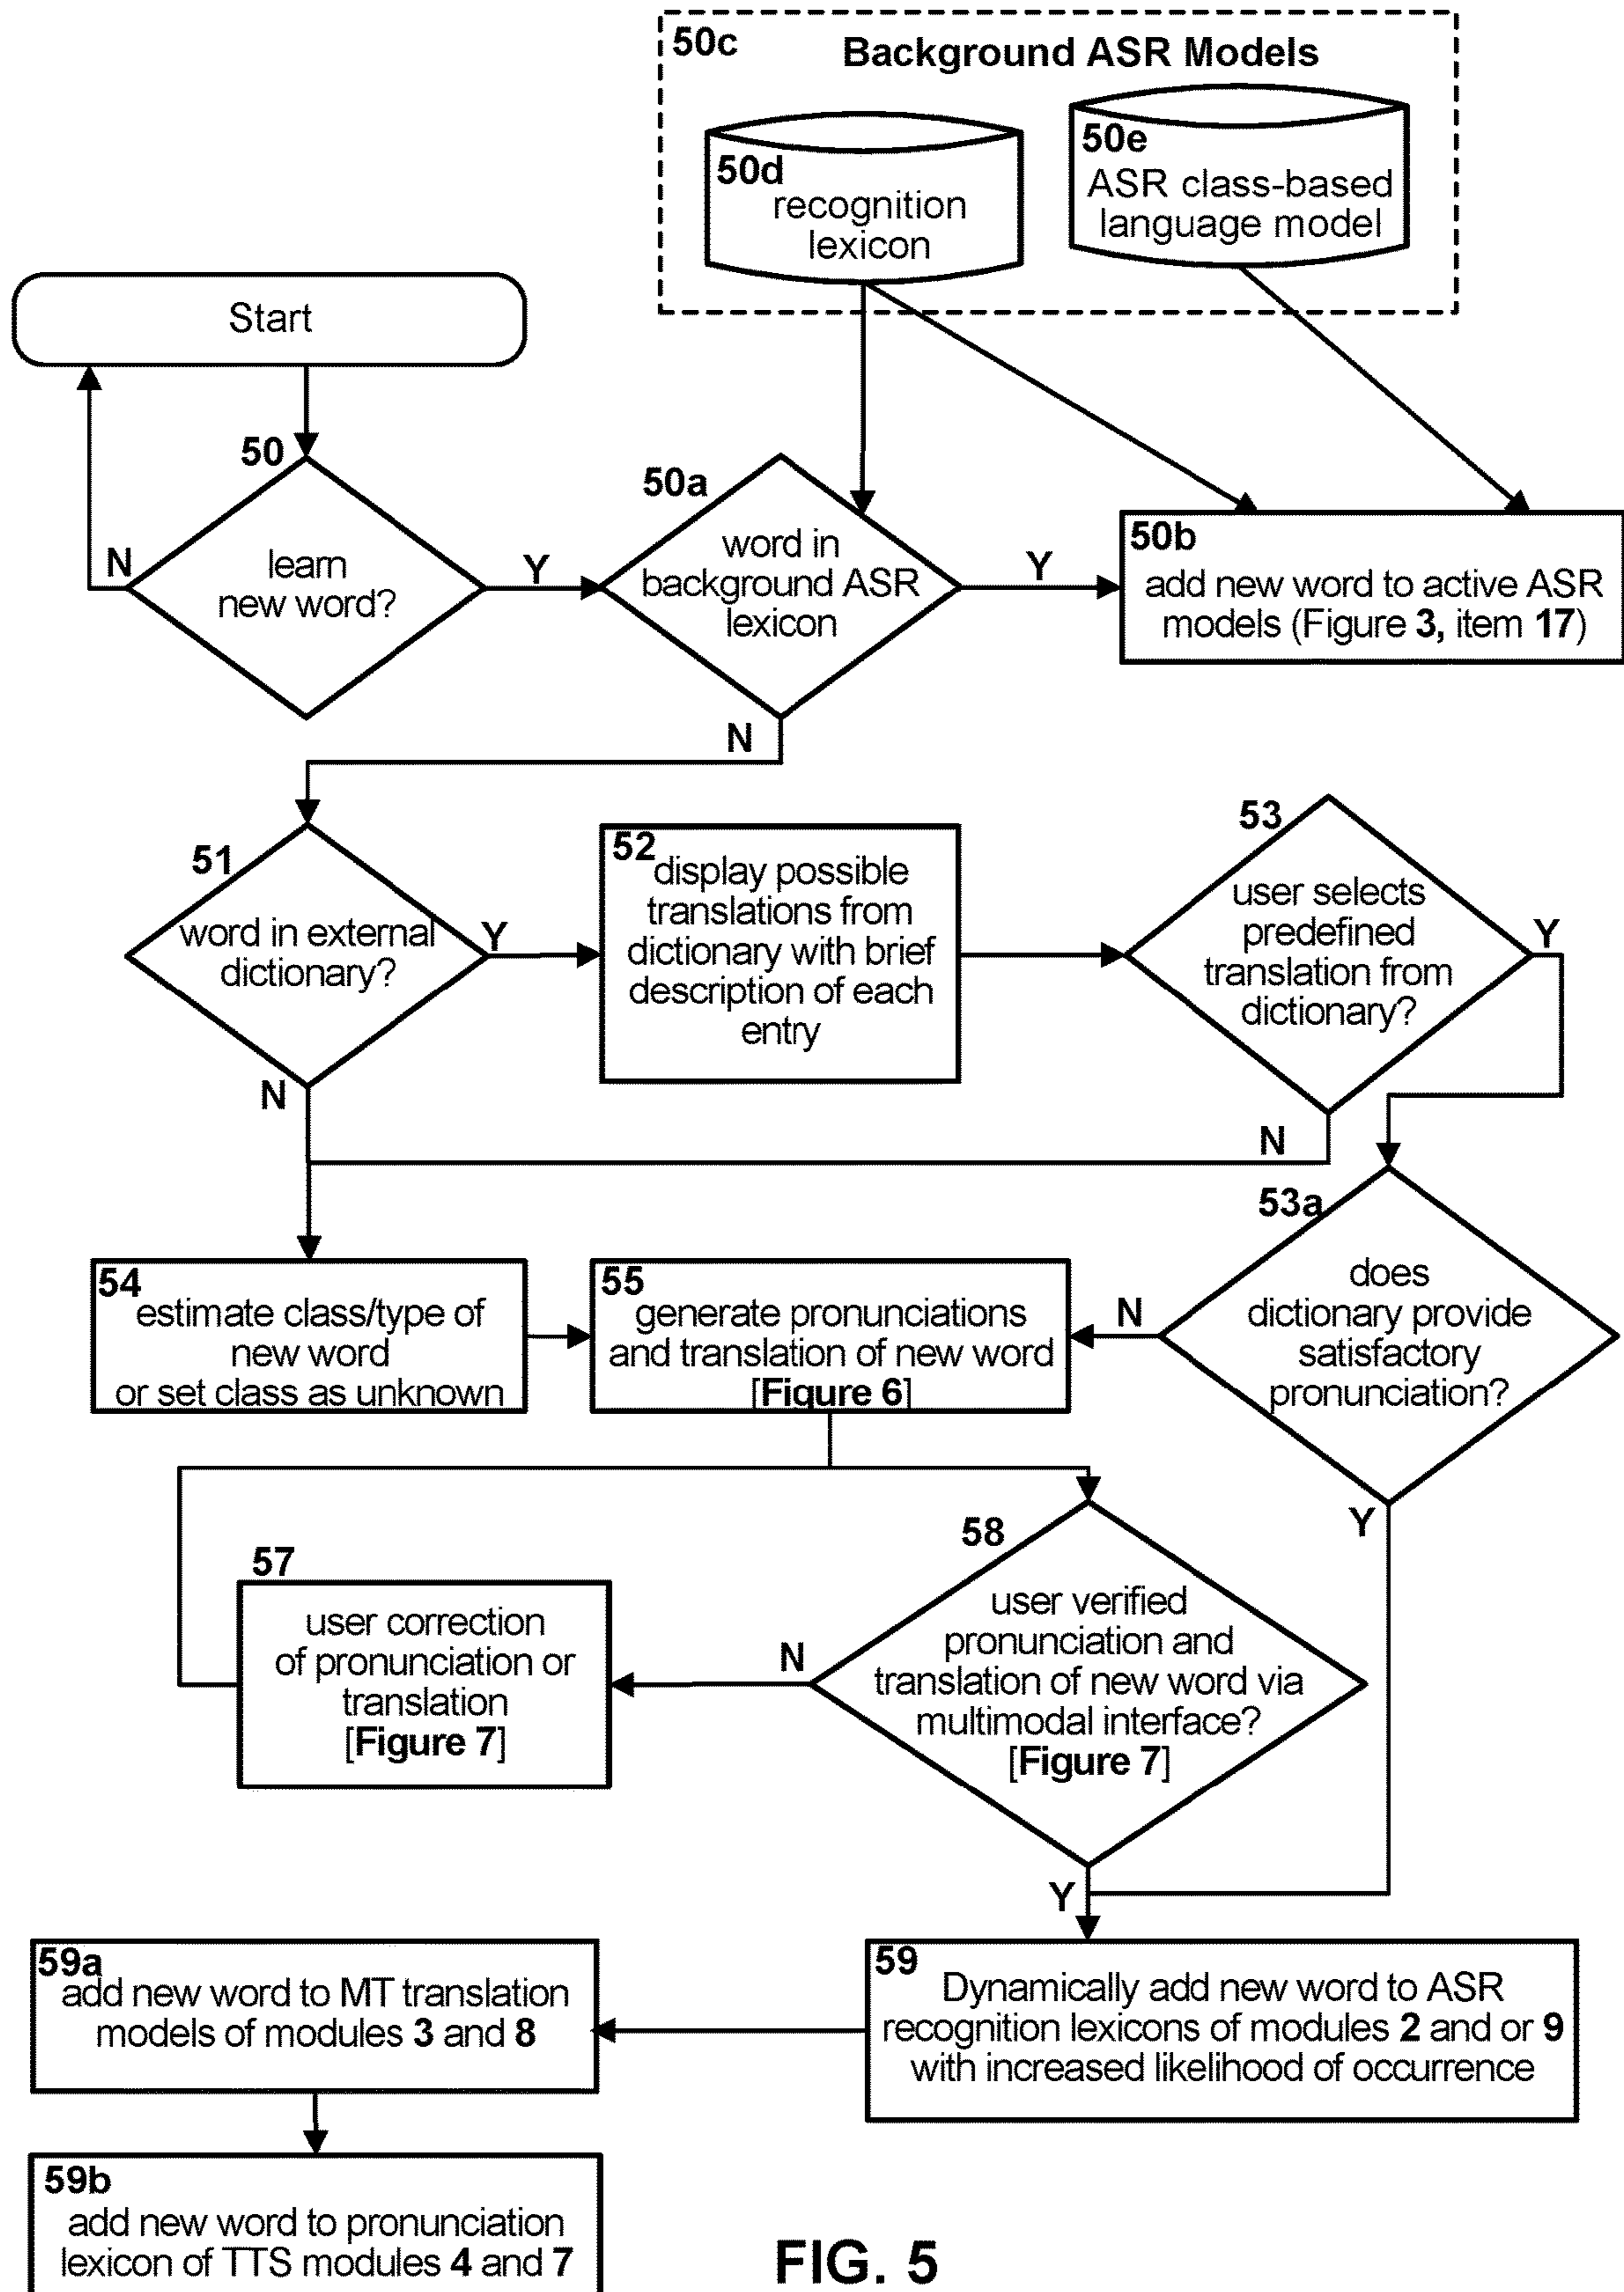 50c
Background ASR Models
50d
recognition
lexicon
50e
ASR class-based
language model
Start
50
learn
new word?
N
Y
50a
word in
background ASR
lexicon
Y
N
50b
add new word to active ASR
models (Figure 3, item 17)
51
word in external
dictionary?
Y
N
52
display possible
translations from
dictionary with brief
description of each
entry
53
user selects
predefined
translation from
dictionary?
Y
N
53a
does
dictionary provide
satisfactory
pronunciation?
N
Y
54
estimate class/type of
new word
or set class as unknown
55
generate pronunciations
and translation of new word
[Figure 6]
57
user correction
of pronunciation or
translation
[Figure 7]
58
user verified
pronunciation and
translation of new word via
multimodal interface?
[Figure 7]
N
Y
59
Dynamically add new word to ASR
recognition lexicons of modules 2 and or 9
with increased likelihood of occurrence
59a
add new word to MT translation
models of modules 3 and 8
59b
add new word to pronunciation
lexicon of TTS modules 4 and 7
FIG. 5